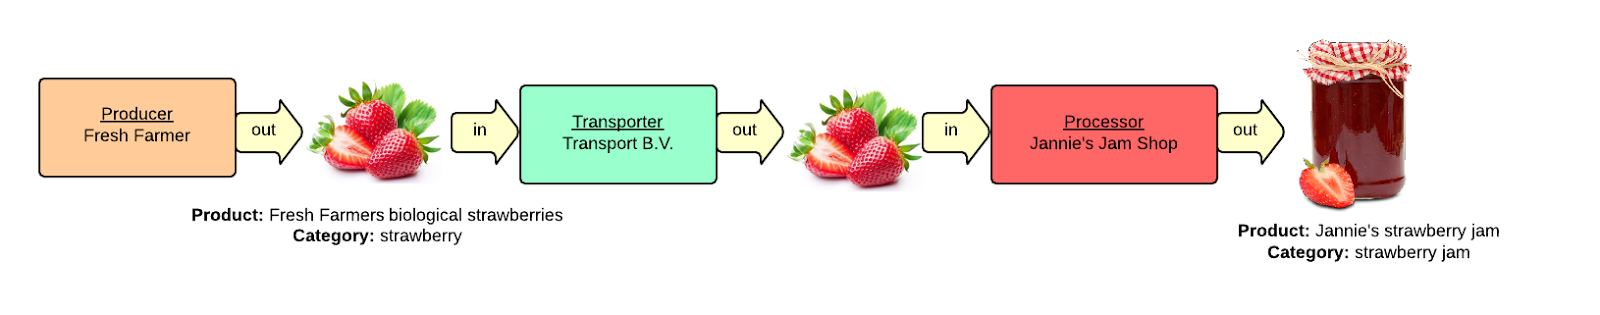 Producer
Fresh Farmer
out
in
Transporter
Transport B.V.
out
in
Processor
Jannie's Jam Shop
out
Product: Fresh Farmers biological strawberries
Category: strawberry
Product: Jannie's strawberry jam
Category: strawberry jam